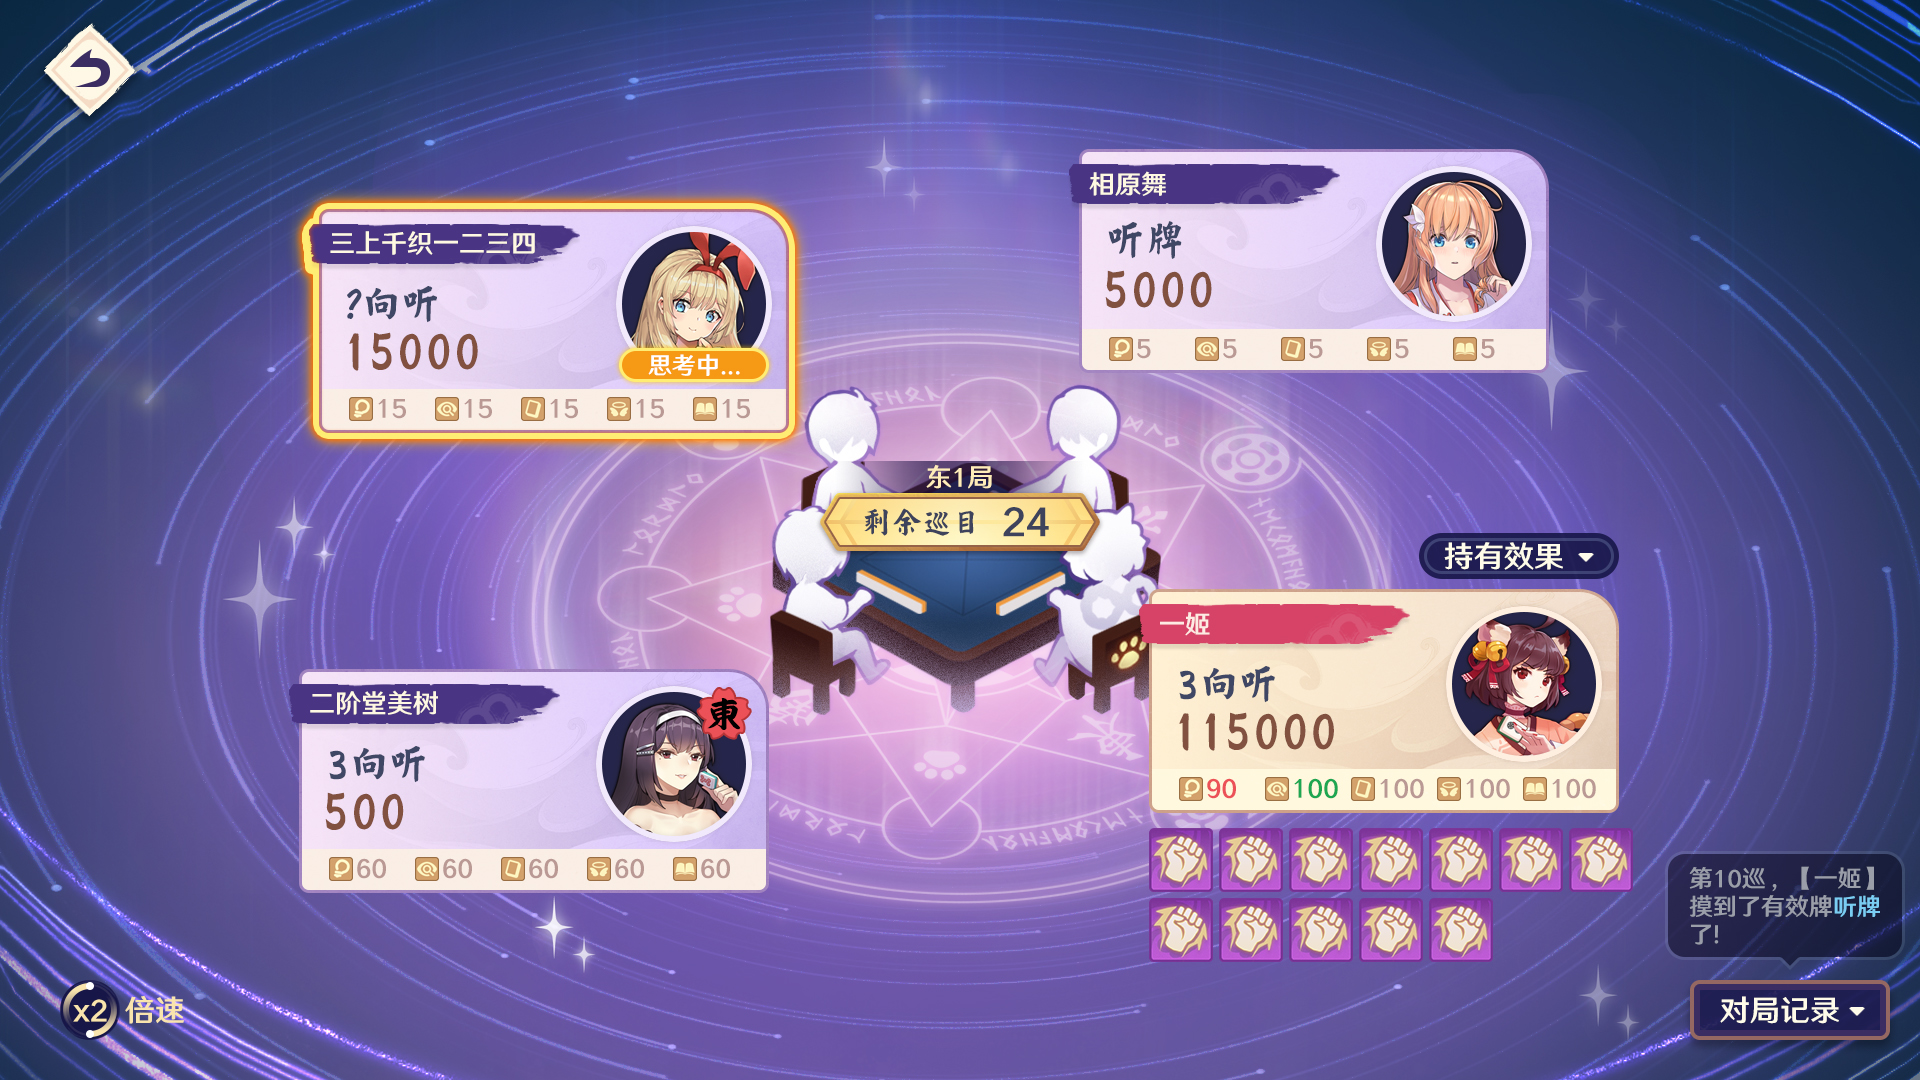 三上千织一二三四
?向听
15000
思考中...
15 15 15 15 15
相原舞
听牌
5000
5 5 5 5 5
东1局
剩余巡目 24
持有效果
一姬
3向听
115000
90 100 100 100 100
二阶堂美树
東
3向听
500
60 60 60 60 60
第10巡，【一姬】
摸到了有效牌听牌
了!
x2 倍速
对局记录